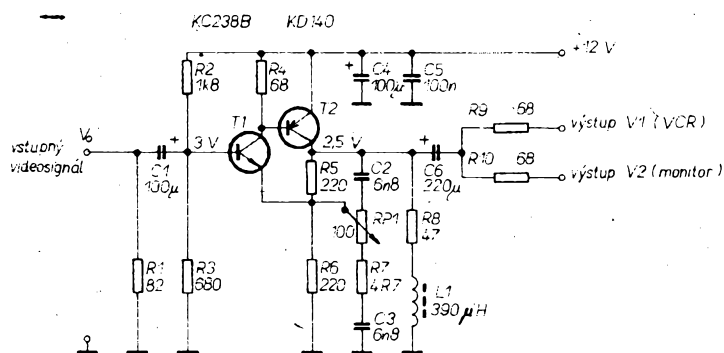 KC238B KD140
+12 V
R2
1k8
R4
68
C4
100µ
C5
100n
T1
T2
V0
vstupný
videosignál
+
C1
100µ
3 V
2,5 V
R5
220
C2
6n8
+
C6
220µ
R9 68
výstup V1 (VCR)
R10 68
výstup V2 (monitor)
RP1
100
R8
47
R1
82
R3
680
R6
220
R7
4R7
C3
6n8
L1
390 µH